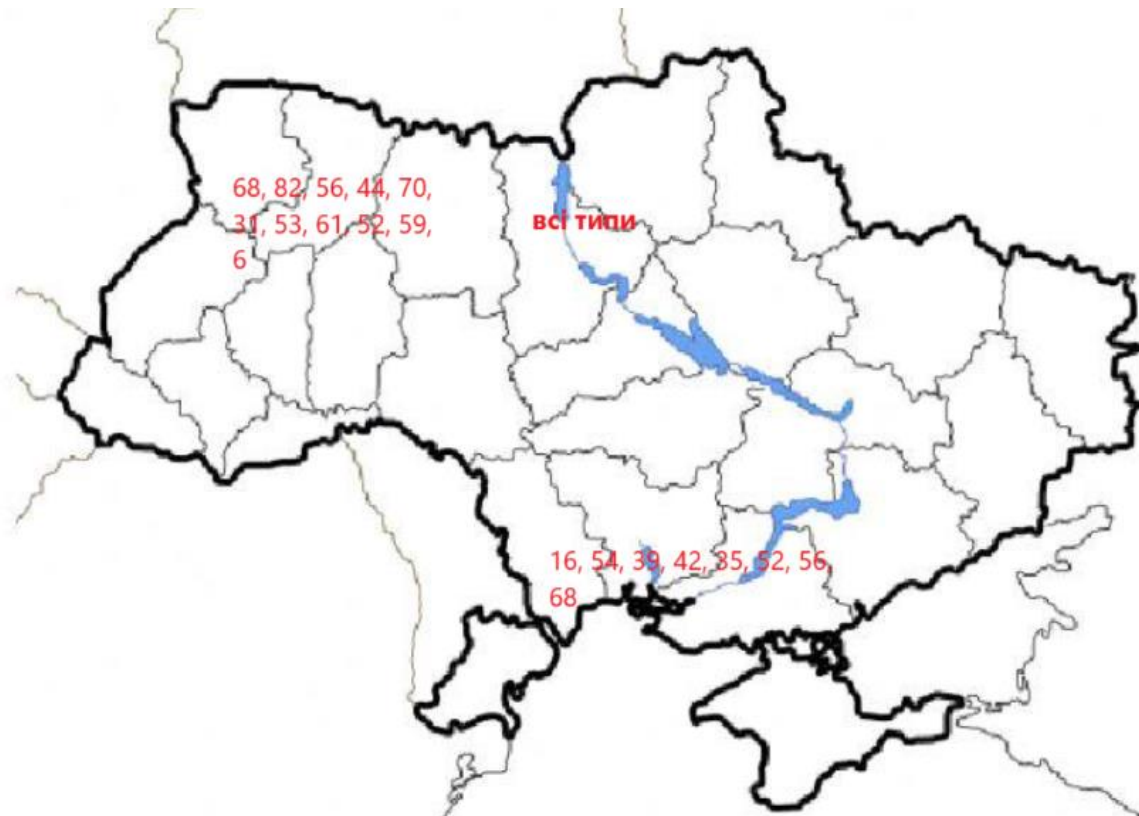 68, 82, 56, 44, 70,
31, 53, 61, 52, 59,
6
всі типи
16, 54, 39, 42, 35, 52, 56,
68